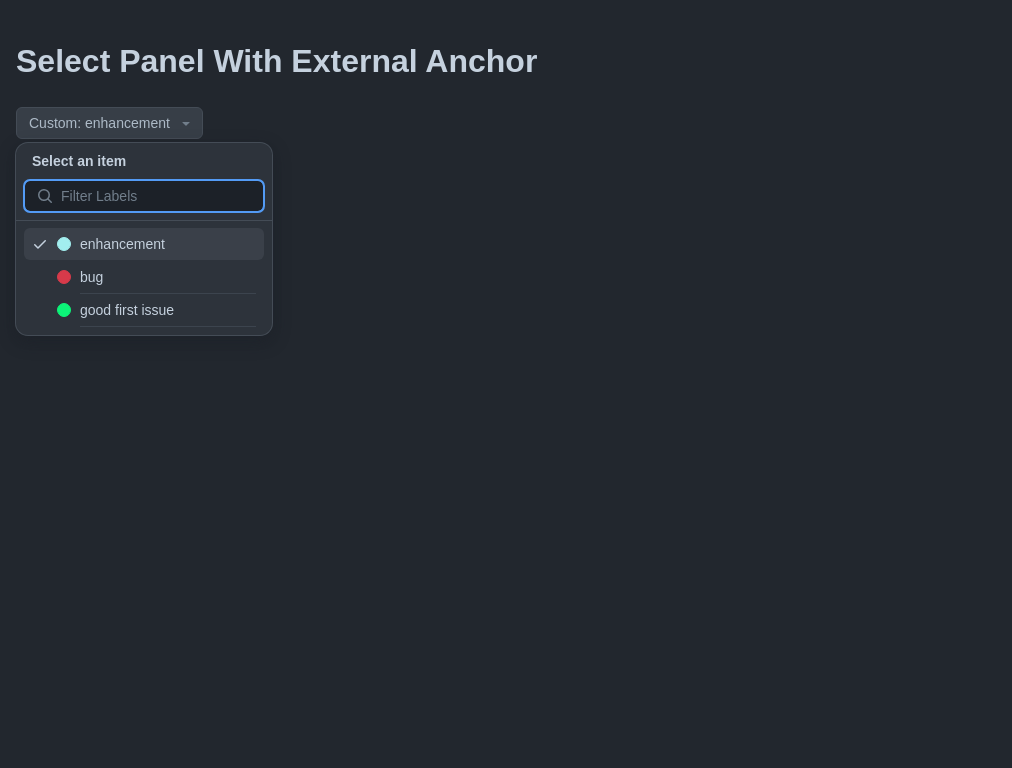 Select Panel With External Anchor
Custom: enhancement
Select an item
Filter Labels
enhancement
bug
good first issue